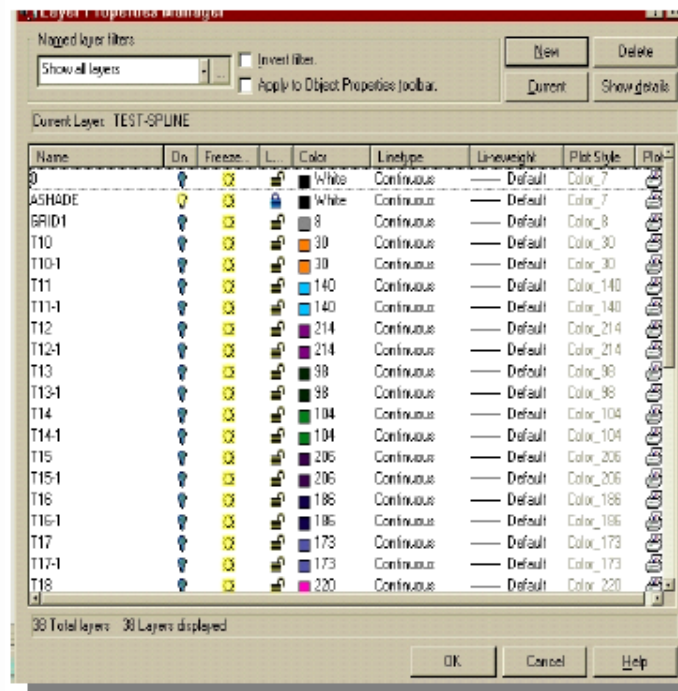 Layer Properties Manager
Named layer filters
Show all layers
...
Invert filter.
Apply to Object Properties toolbar.
New
Delete
Current
Show details
Current Layer: TEST-SPLINE
Name On Freeze... L... Color Linetype Lineweight Plot Style Plot
0 White Continuous Default Color_7
ASHADE White Continuous Default Color_7
GRID1 8 Continuous Default Color_8
T10 30 Continuous Default Color_30
T10-1 30 Continuous Default Color_30
T11 140 Continuous Default Color_140
T11-1 140 Continuous Default Color_140
T12 214 Continuous Default Color_214
T12-1 214 Continuous Default Color_214
T13 98 Continuous Default Color_98
T13-1 98 Continuous Default Color_98
T14 104 Continuous Default Color_104
T14-1 104 Continuous Default Color_104
T15 206 Continuous Default Color_206
T15-1 206 Continuous Default Color_206
T16 186 Continuous Default Color_186
T16-1 186 Continuous Default Color_186
T17 173 Continuous Default Color_173
T17-1 173 Continuous Default Color_173
T18 220 Continuous Default Color_220
38 Total layers 38 Layers displayed
OK
Cancel
Help